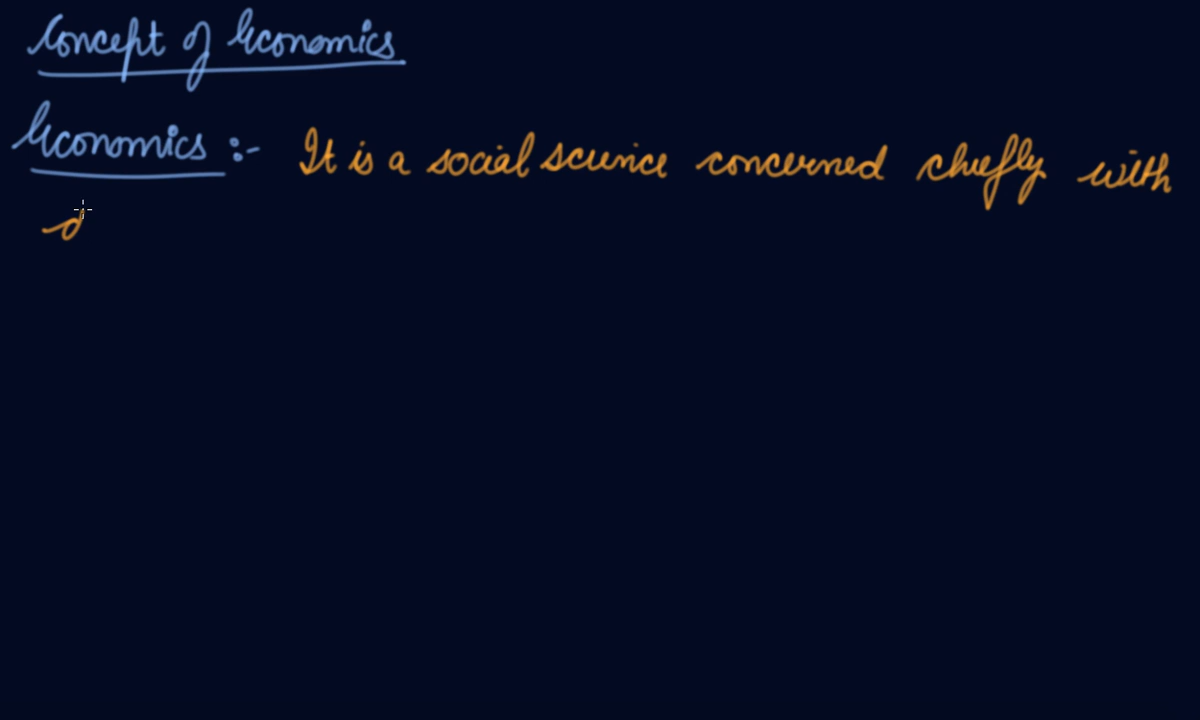 Concept of Economics
Economics :- It is a social science concerned chiefly with